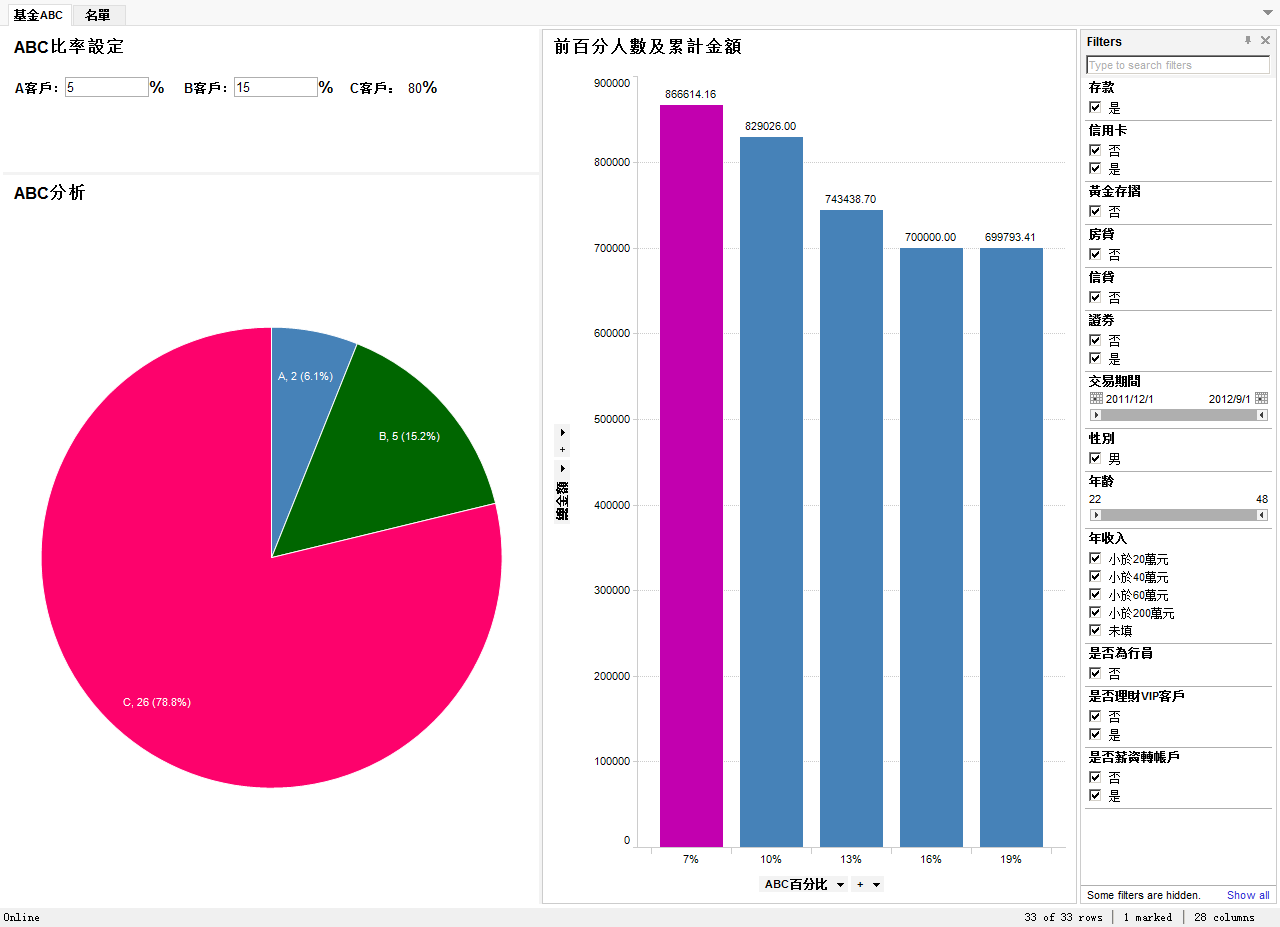 基金ABC 名單
ABC比率設定
A客戶： 5 % B客戶： 15 % C客戶： 80%
ABC分析
A, 2 (6.1%)
B, 5 (15.2%)
C, 26 (78.8%)
前百分人數及累計金額
總金額
900000
800000
700000
600000
500000
400000
300000
200000
100000
0
866614.16
829026.00
743438.70
700000.00
699793.41
7% 10% 13% 16% 19%
ABC百分比 +
Filters
Type to search filters
存款
是
信用卡
否
是
黃金存摺
否
房貸
否
信貸
否
證券
否
是
交易期間
2011/12/1 2012/9/1
性別
男
年齡
22 48
年收入
小於20萬元
小於40萬元
小於60萬元
小於200萬元
未填
是否為行員
否
是否理財VIP客戶
否
是
是否薪資轉帳戶
否
是
Some filters are hidden. Show all
Online
33 of 33 rows 1 marked 28 columns